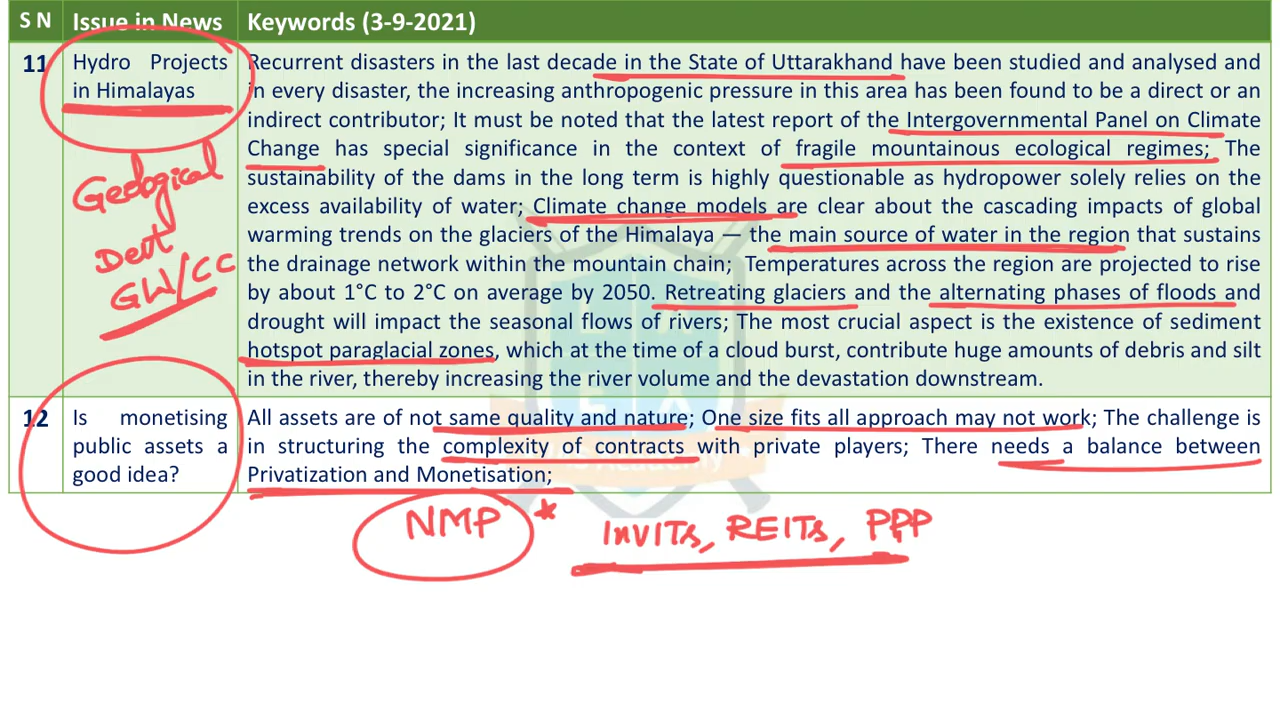 S N Issue in News Keywords (3-9-2021)
11 Hydro Projects in Himalayas
Recurrent disasters in the last decade in the State of Uttarakhand have been studied and analysed and
in every disaster, the increasing anthropogenic pressure in this area has been found to be a direct or an
indirect contributor; It must be noted that the latest report of the Intergovernmental Panel on Climate
Change has special significance in the context of fragile mountainous ecological regimes; The
sustainability of the dams in the long term is highly questionable as hydropower solely relies on the
excess availability of water; Climate change models are clear about the cascading impacts of global
warming trends on the glaciers of the Himalaya — the main source of water in the region that sustains
the drainage network within the mountain chain; Temperatures across the region are projected to rise
by about 1°C to 2°C on average by 2050. Retreating glaciers and the alternating phases of floods and
drought will impact the seasonal flows of rivers; The most crucial aspect is the existence of sediment
hotspot paraglacial zones, which at the time of a cloud burst, contribute huge amounts of debris and silt
in the river, thereby increasing the river volume and the devastation downstream.
Geological
Devt
GW/CC
12 Is monetising
public assets a
good idea?
All assets are of not same quality and nature; One size fits all approach may not work; The challenge is
in structuring the complexity of contracts with private players; There needs a balance between
Privatization and Monetisation;
Academy
NMP * InVITs, REITs, PPP